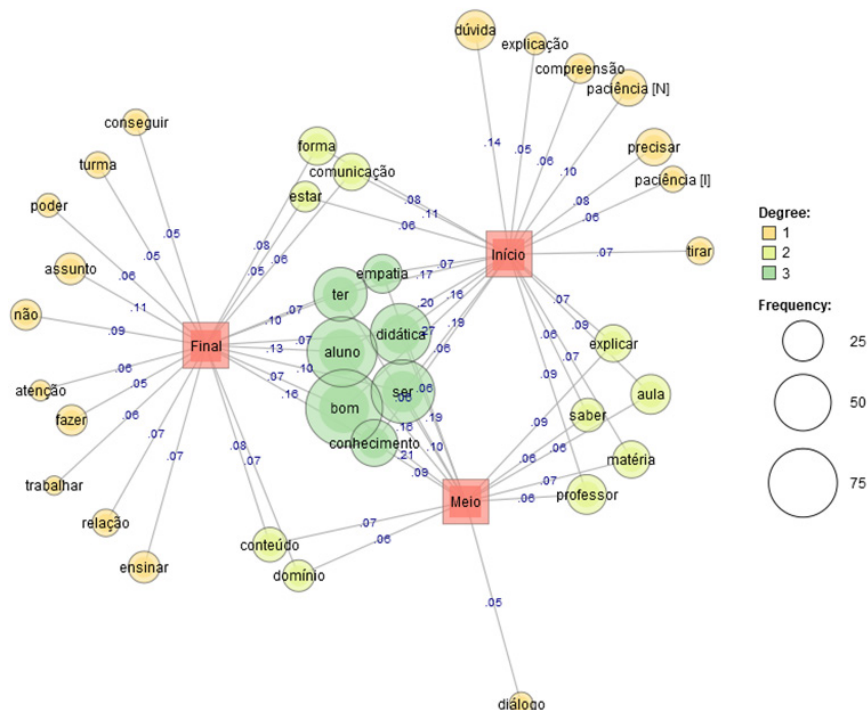 dúvida
explicação
compreensão
paciência [N]
precisar
paciência [I]
tirar
conseguir
turma
poder
assunto
não
atenção
fazer
trabalhar
relação
ensinar
forma
comunicação
estar
empatia
ter
didática
aluno
ser
bom
conhecimento
Início
Final
Meio
explicar
aula
saber
matéria
professor
conteúdo
domínio
diálogo
.14
.05
.06
.10
.08
.06
.07
.05
.05
.06
.11
.09
.06
.05
.06
.07
.07
.08
.05
.06
.08
.11
.06
.07
.17
.07
.10
.20
.16
.07
.13
.27
.19
.10
.06
.07
.16
.06
.19
.16
.10
.21
.09
.07
.09
.06
.07
.09
.09
.06
.06
.07
.06
.08
.07
.07
.06
.05
Degree:
1
2
3
Frequency:
25
50
75